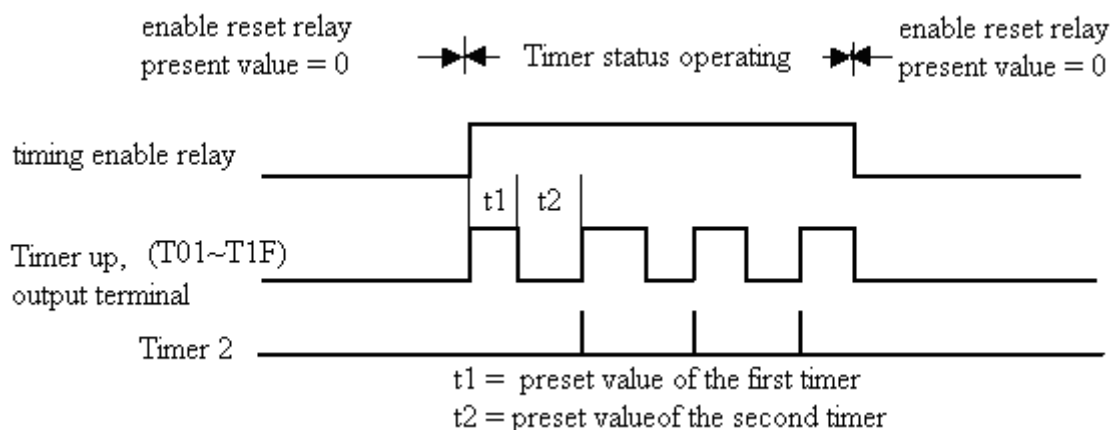 enable reset relay
present value = 0
Timer status operating
enable reset relay
present value = 0
timing enable relay
t1
t2
Timer up, (T01~T1F)
output terminal
Timer 2
t1 = preset value of the first timer
t2 = preset valueof the second timer